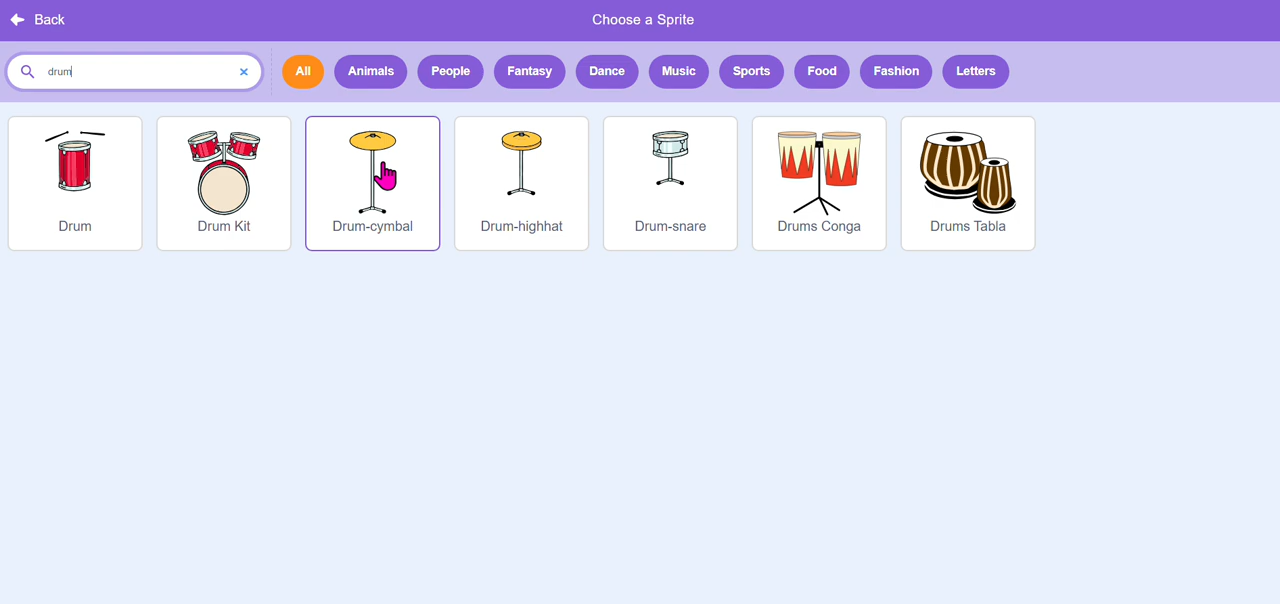 Back
Choose a Sprite
drum
All
Animals
People
Fantasy
Dance
Music
Sports
Food
Fashion
Letters
Drum
Drum Kit
Drum-cymbal
Drum-highhat
Drum-snare
Drums Conga
Drums Tabla